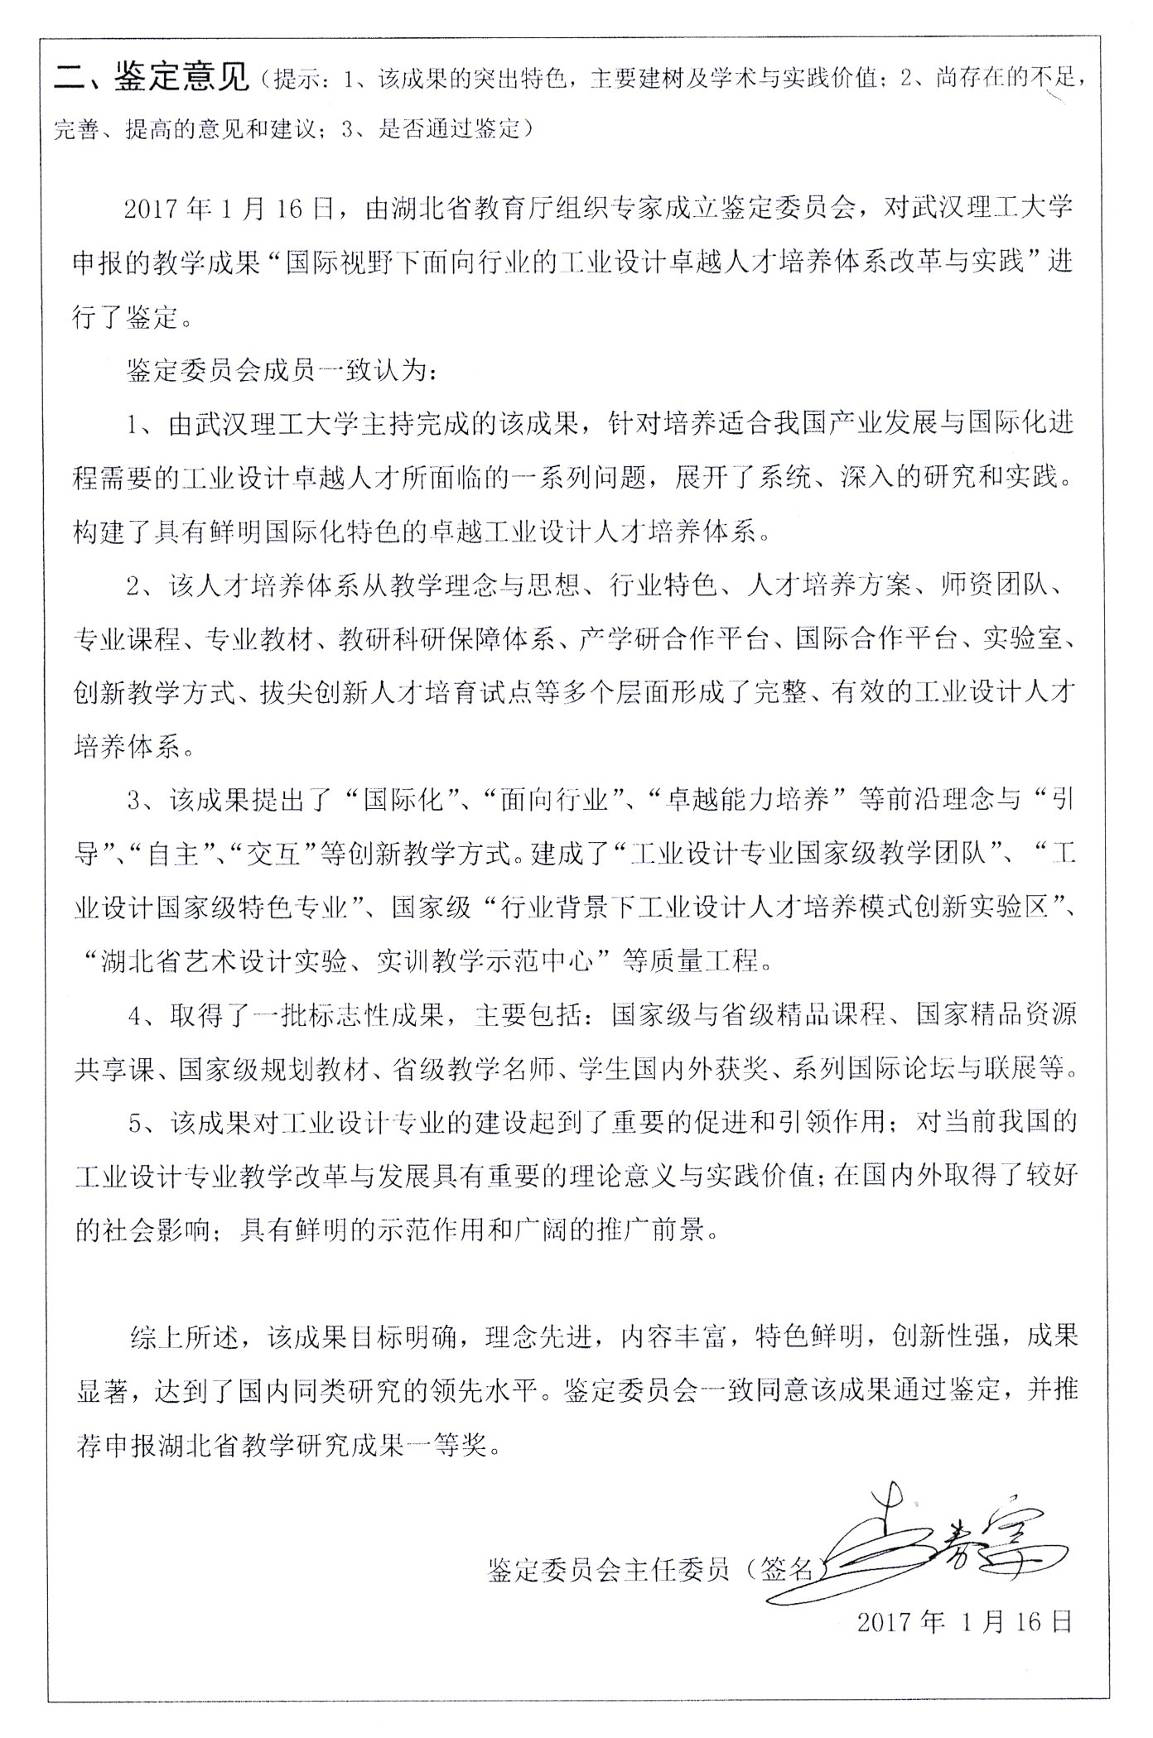 二、鉴定意见（提示：1、该成果的突出特色，主要建树及学术与实践价值；2、尚存在的不足，
完善、提高的意见和建议；3、是否通过鉴定）
2017 年 1 月 16 日，由湖北省教育厅组织专家成立鉴定委员会，对武汉理工大学
申报的教学成果“国际视野下面向行业的工业设计卓越人才培养体系改革与实践”进
行了鉴定。
鉴定委员会成员一致认为：
1、由武汉理工大学主持完成的该成果，针对培养适合我国产业发展与国际化进
程需要的工业设计卓越人才所面临的一系列问题，展开了系统、深入的研究和实践。
构建了具有鲜明国际化特色的卓越工业设计人才培养体系。
2、该人才培养体系从教学理念与思想、行业特色、人才培养方案、师资团队、
专业课程、专业教材、教研科研保障体系、产学研合作平台、国际合作平台、实验室、
创新教学方式、拔尖创新人才培育试点等多个层面形成了完整、有效的工业设计人才
培养体系。
3、该成果提出了“国际化”、“面向行业”、“卓越能力培养”等前沿理念与“引
导”、“自主”、“交互”等创新教学方式。建成了“工业设计专业国家级教学团队”、“工
业设计国家级特色专业”、国家级“行业背景下工业设计人才培养模式创新实验区”、
“湖北省艺术设计实验、实训教学示范中心”等质量工程。
4、取得了一批标志性成果，主要包括：国家级与省级精品课程、国家精品资源
共享课、国家级规划教材、省级教学名师、学生国内外获奖、系列国际论坛与联展等。
5、该成果对工业设计专业的建设起到了重要的促进和引领作用；对当前我国的
工业设计专业教学改革与发展具有重要的理论意义与实践价值；在国内外取得了较好
的社会影响；具有鲜明的示范作用和广阔的推广前景。
综上所述，该成果目标明确，理念先进，内容丰富，特色鲜明，创新性强，成果
显著，达到了国内同类研究的领先水平。鉴定委员会一致同意该成果通过鉴定，并推
荐申报湖北省教学研究成果一等奖。
鉴定委员会主任委员（签名）
2017 年 1 月 16 日